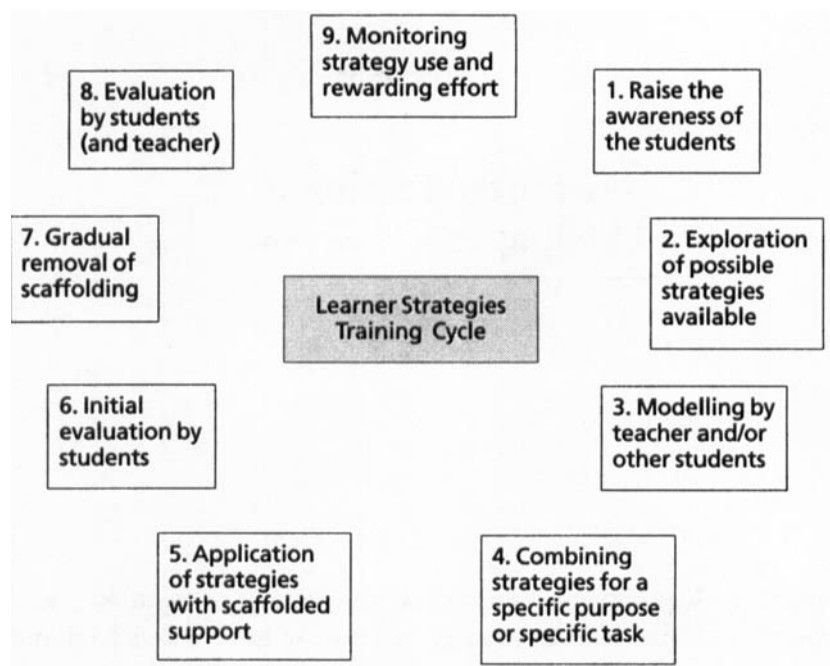 9. Monitoring
strategy use and
rewarding effort
8. Evaluation
by students
(and teacher)
1. Raise the
awareness of
the students
7. Gradual
removal of
scaffolding
2. Exploration
of possible
strategies
available
Learner Strategies
Training Cycle
6. Initial
evaluation by
students
3. Modelling by
teacher and/or
other students
5. Application
of strategies
with scaffolded
support
4. Combining
strategies for a
specific purpose
or specific task